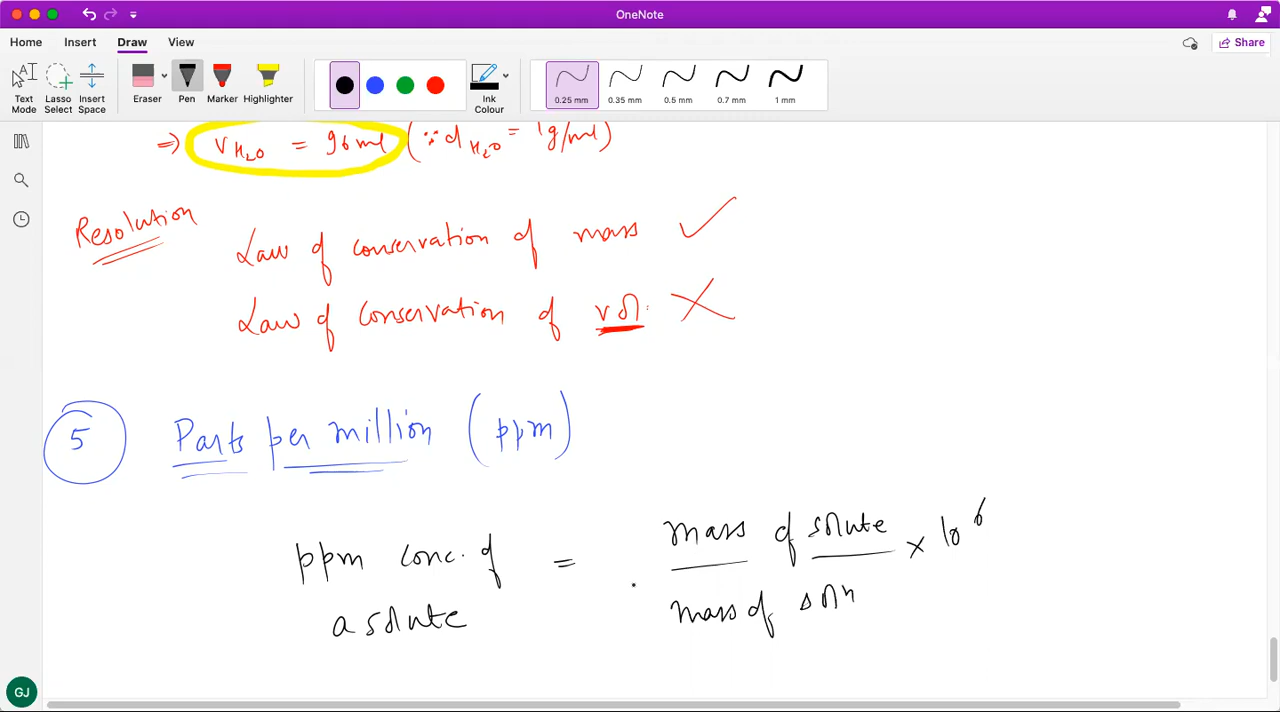 OneNote
Home Insert Draw View Share
Text Mode Lasso Select Insert Space Eraser Pen Marker Highlighter 0.25 mm 0.35 mm 0.5 mm 0.7 mm 1 mm Ink Colour
⇒ V H₂O = 96 ml (∵ d H₂O = 1g/ml)
Resolution
Law of conservation of mass ✓
Law of conservation of vol. ✗
5 Parts per million (ppm)
ppm conc. of a solute = mass of solute × 10⁶
mass of solⁿ
GJ